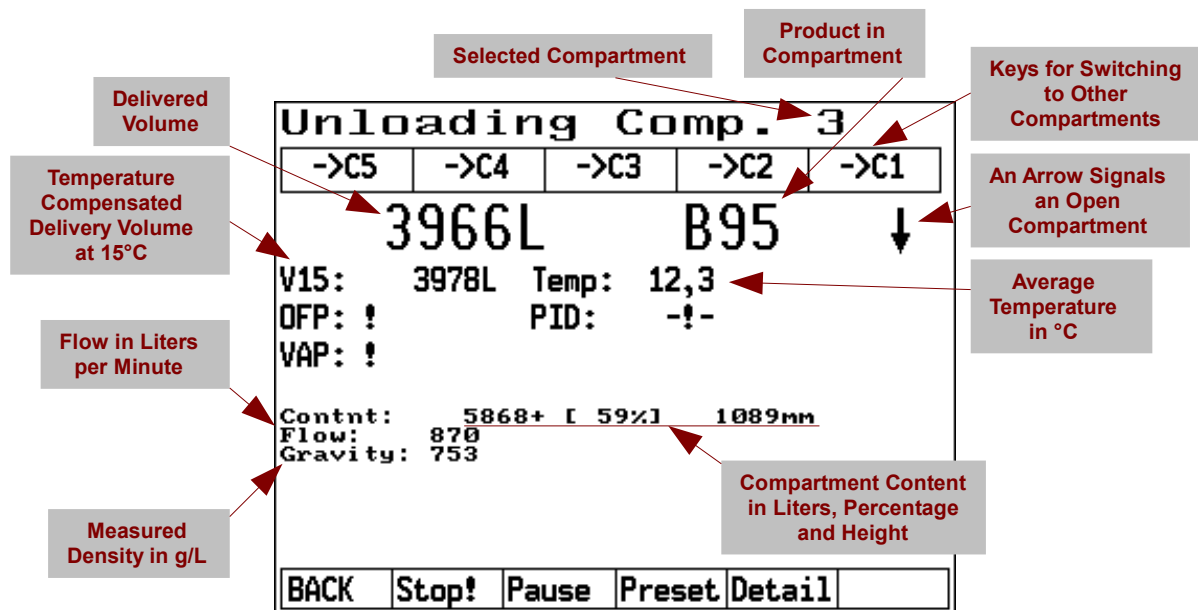 Product in
Compartment
Selected Compartment
Keys for Switching
to Other
Compartments
Delivered
Volume
Unloading Comp. 3
->C5 ->C4 ->C3 ->C2 ->C1
Temperature
Compensated
Delivery Volume
at 15°C
An Arrow Signals
an Open
Compartment
3966L B95
V15: 3978L Temp: 12,3
OFP: ! PID: -!-
VAP: !
Average
Temperature
in °C
Flow in Liters
per Minute
Contnt: 5868+ [ 59%] 1089mm
Flow: 870
Gravity: 753
Compartment Content
in Liters, Percentage
and Height
Measured
Density in g/L
BACK Stop! Pause Preset Detail